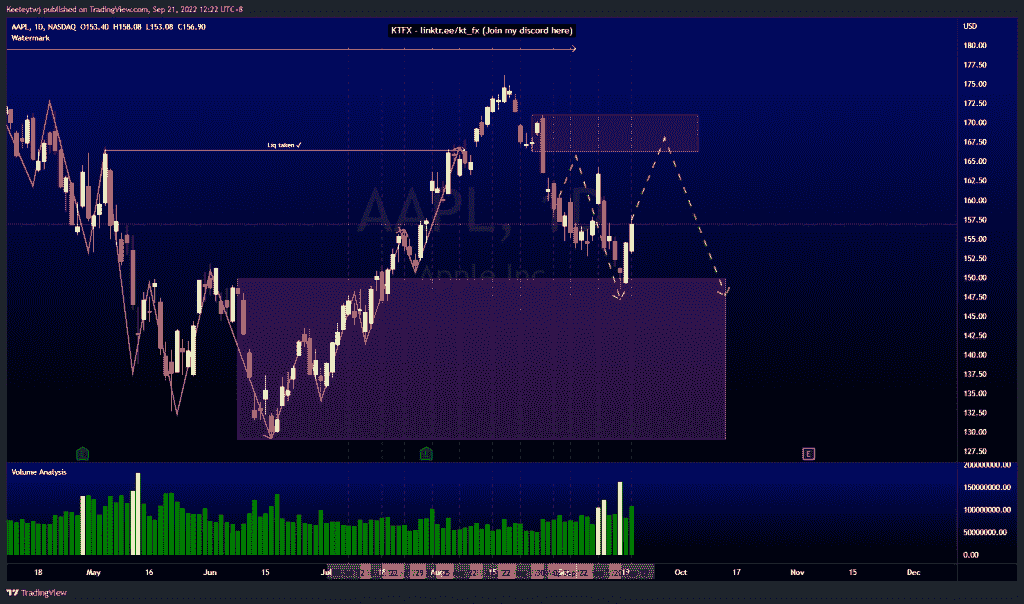 Keeteytwj published on TradingView.com, Sep 21, 2022 12:22 UTC+8
AAPL, 1D, NASDAQ O153.40 H158.08 L153.08 C156.90
Watermark
KTFX - linktr.ee/kt_fx (Join my discord here)
USD
180.00
177.50
175.00
172.50
170.00
167.50
165.00
162.50
160.00
157.50
155.00
152.50
150.00
147.50
145.00
142.50
140.00
137.50
135.00
132.50
130.00
127.50
Liq taken ✓
AAPL, 1D
Apple Inc
E
Volume Analysis
200000000.00
150000000.00
100000000.00
50000000.00
0.00
18 May 16 Jun 15 Jul 19 Oct 17 Nov 15 Dec
TradingView